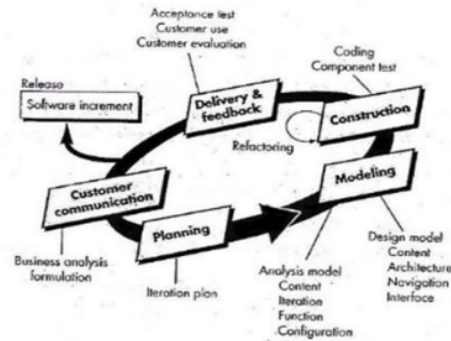 Acceptance test
Customer use
Customer evaluation
Coding
Component test
Release
Software increment
Delivery &
feedback
Construction
Refactoring
Customer
communication
Modeling
Planning
Business analysis
formulation
Iteration plan
Analysis model
Content
Iteration
Function
Configuration
Design model
Content
Architecture
Navigation
Interface